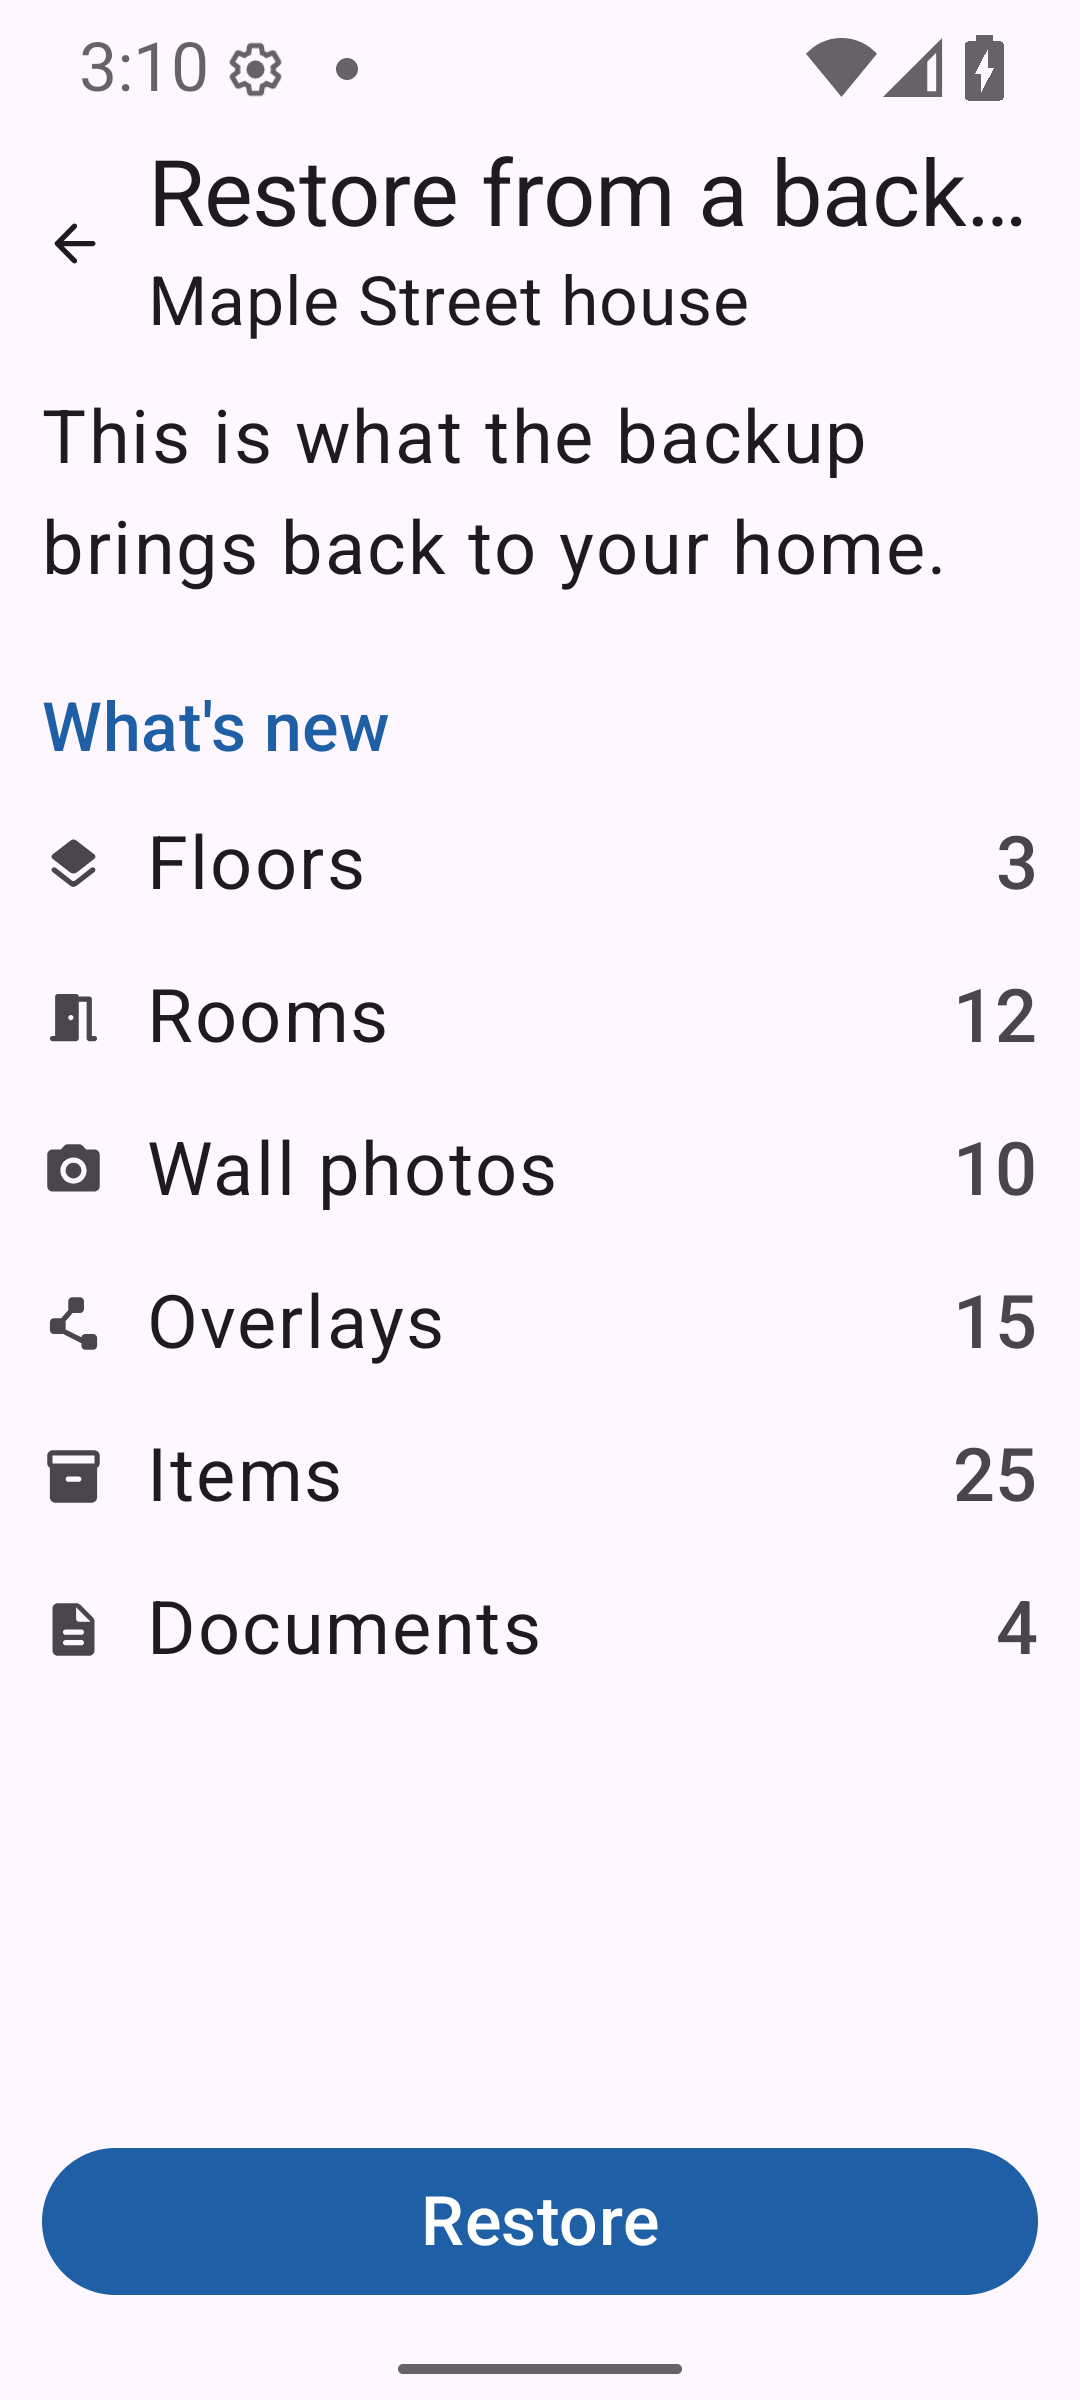 3:10
Restore from a back...
Maple Street house
This is what the backup
brings back to your home.
What's new
Floors 3
Rooms 12
Wall photos 10
Overlays 15
Items 25
Documents 4
Restore